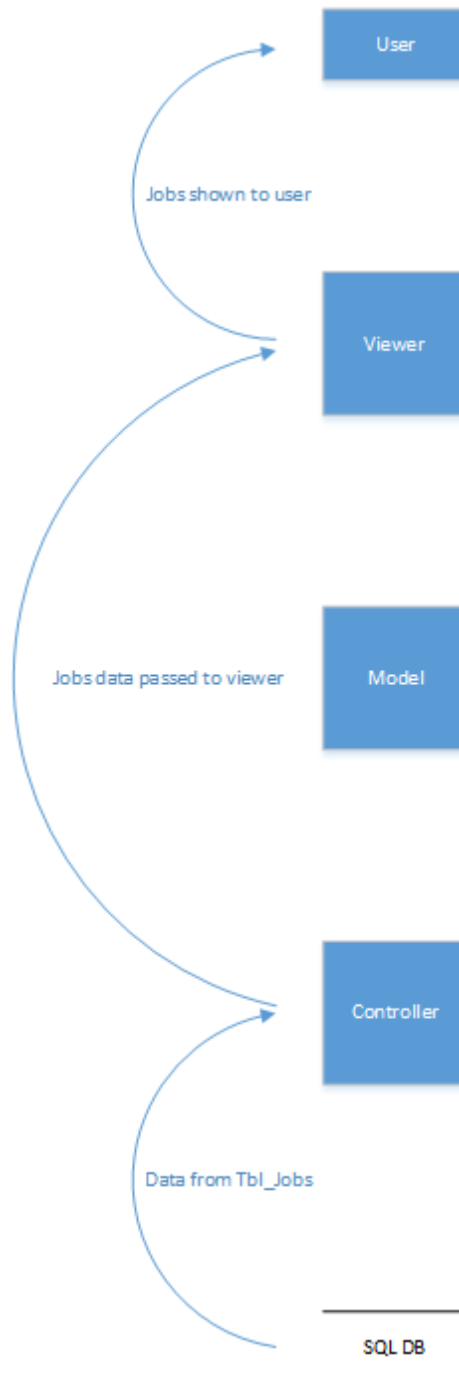 User
Jobs shown to user
Viewer
Jobs data passed to viewer
Model
Controller
Data from Tbl_Jobs
SQL DB